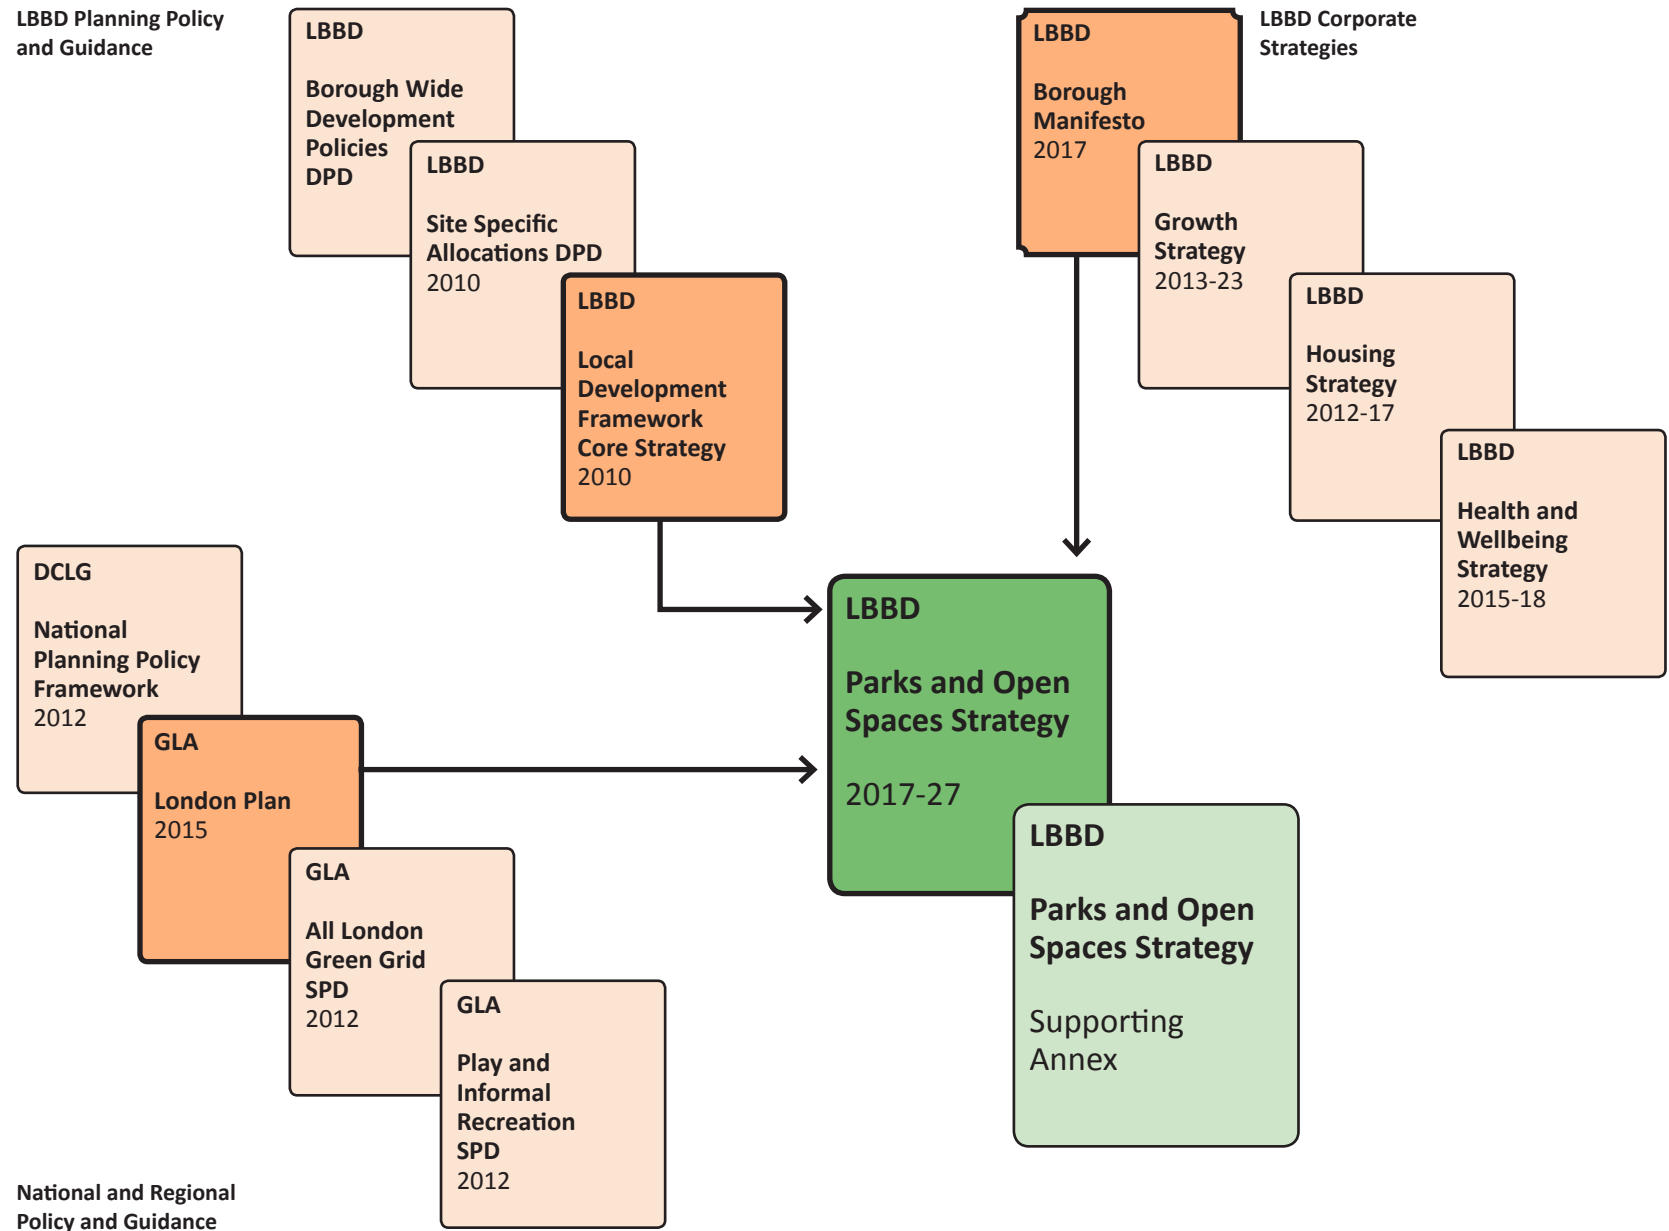 LBBD Planning Policy
and Guidance
LBBD
Borough Wide
Development
Policies
DPD
LBBD
Site Specific
Allocations DPD
2010
LBBD
Local
Development
Framework
Core Strategy
2010
LBBD Corporate
Strategies
LBBD
Borough
Manifesto
2017
LBBD
Growth
Strategy
2013-23
LBBD
Housing
Strategy
2012-17
LBBD
Health and
Wellbeing
Strategy
2015-18
DCLG
National
Planning Policy
Framework
2012
GLA
London Plan
2015
GLA
All London
Green Grid
SPD
2012
GLA
Play and
Informal
Recreation
SPD
2012
National and Regional
Policy and Guidance
LBBD
Parks and Open
Spaces Strategy
2017-27
LBBD
Parks and Open
Spaces Strategy
Supporting
Annex